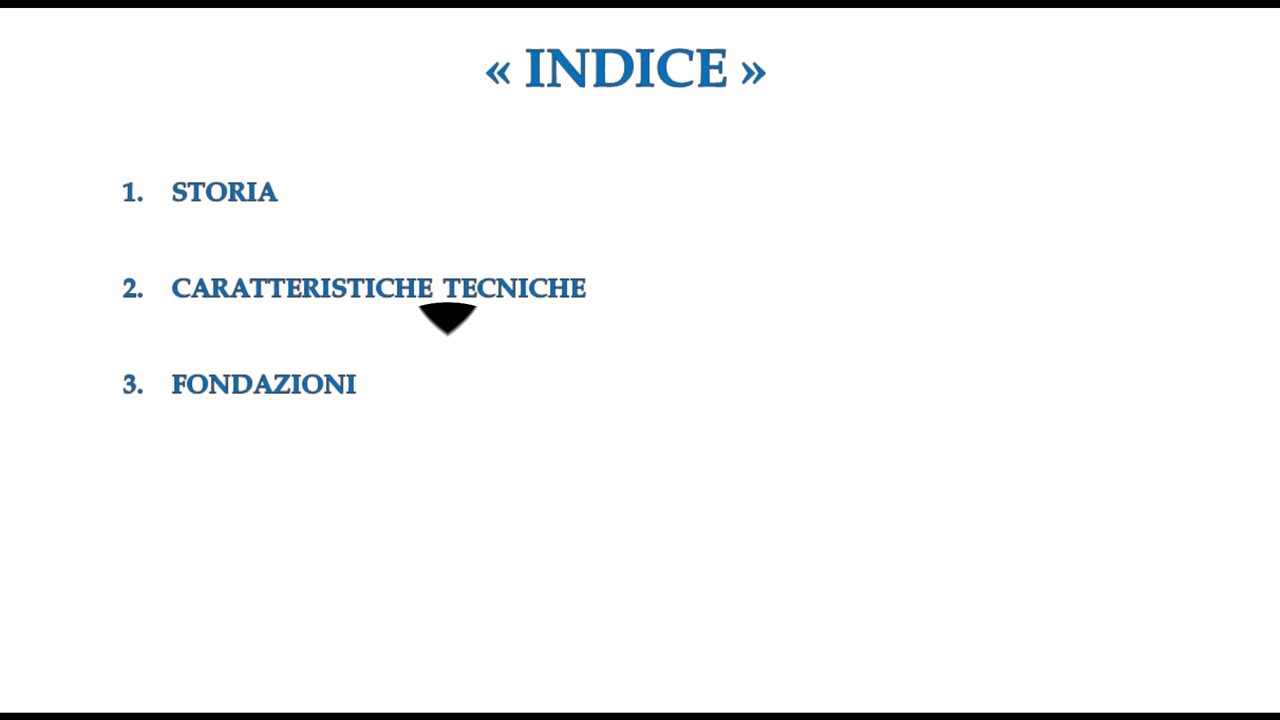 « INDICE »
1. STORIA
2. CARATTERISTICHE TECNICHE
3. FONDAZIONI